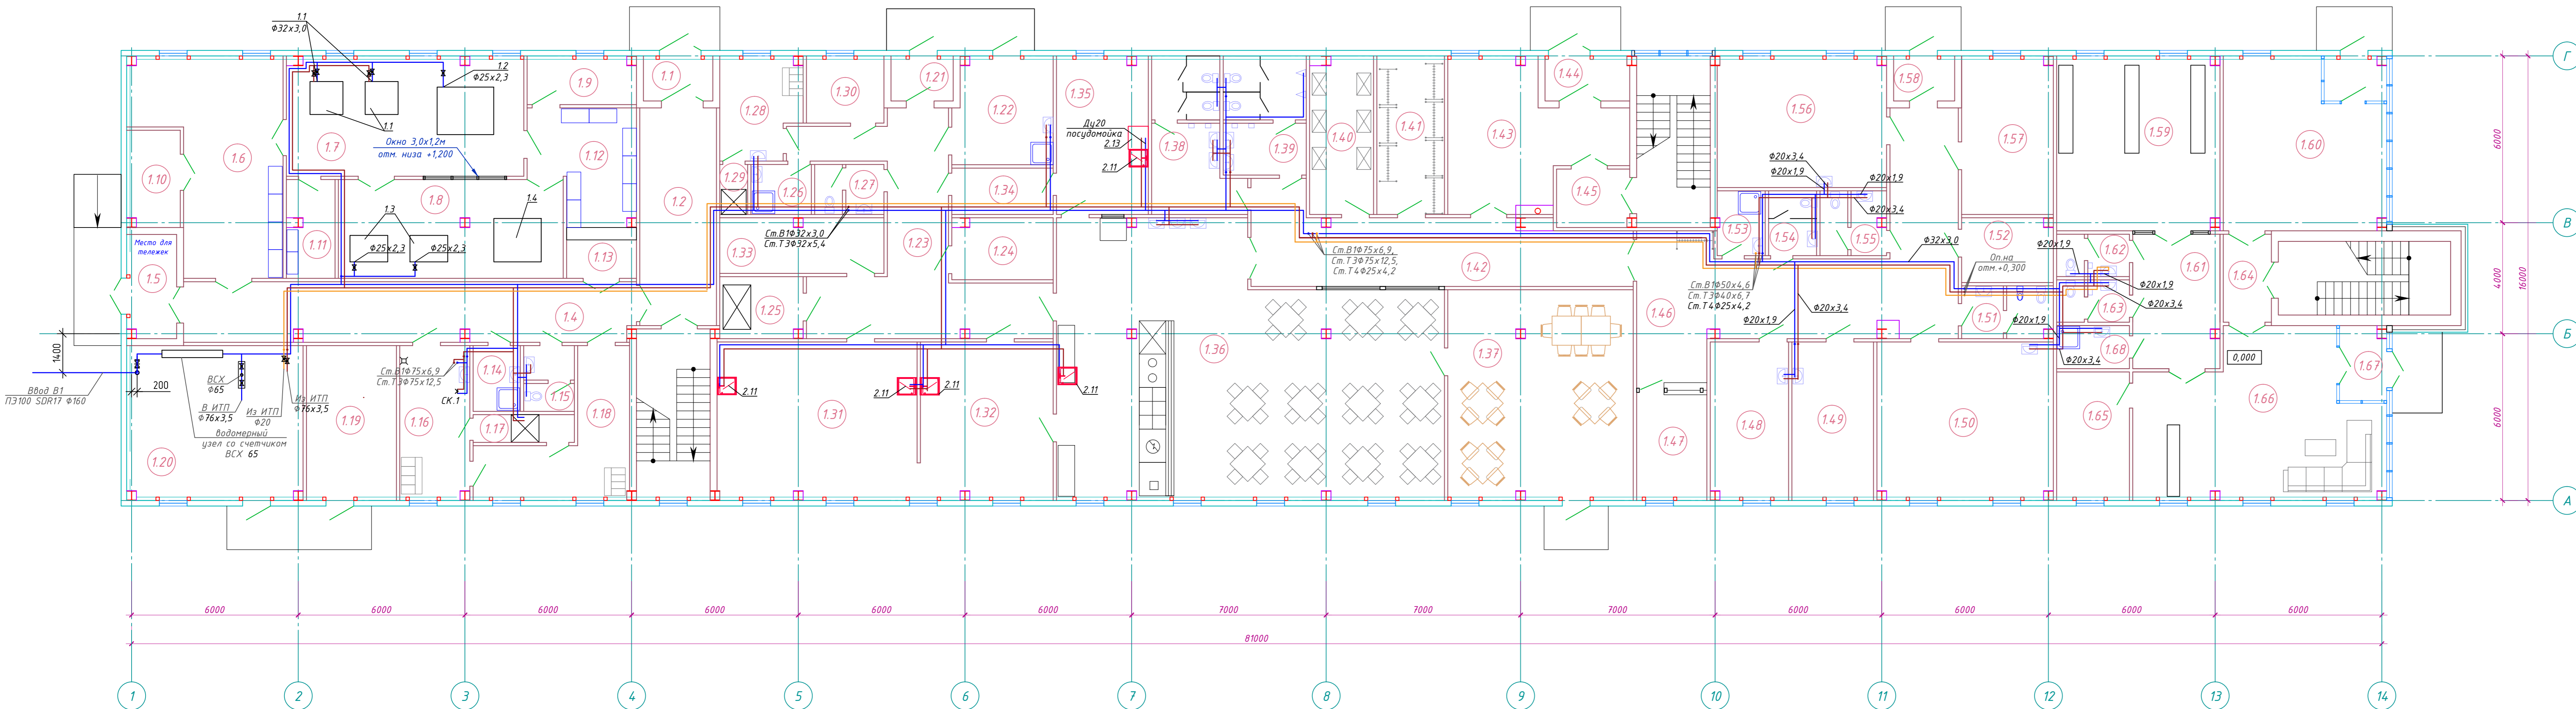 1.1
Ф32х3,0
1.2
Ф25х2,3
1.1
Окно 3,0х1,2м
отм. низа +1,200
1.3
Ф25х2,3
Ф25х2,3
1.4
Место для
тележек
1.10
1.6
1.7
1.8
1.9
1.12
1.11
1.13
1.5
1.4
1.1
1.2
1.28
1.29
1.26
1.27
1.30
1.21
1.22
1.34
1.33
1.23
1.24
1.25
1.35
Ду20
посудомойка
2.13
2.11
1.38
1.39
1.40
1.41
1.43
1.44
1.45
1.42
1.56
1.58
1.57
1.59
1.60
1.53
1.54
1.55
1.52
1.62
1.61
1.64
1.63
1.51
1.68
1.46
1.67
1.66
1.65
1.50
1.49
1.48
1.47
1.37
1.36
1.32
1.31
1.18
1.15
1.14
1.17
1.16
1.19
1.20
Ст.В1Ф32х3,0
Ст.Т3Ф32х5,4
Ст.В1Ф75х6,9,
Ст.Т3Ф75х12,5,
Ст.Т4Ф25х4,2
Ст.В1Ф50х4,6
Ст.Т3Ф40х6,7
Ст.Т4Ф25х4,2
Ф20х3,4
Ф20х1,9
Ф20х1,9
Ф20х3,4
Ф32х3,0
Оп.на
отм.+0,300
Ф20х1,9
Ф20х1,9
Ф20х3,4
Ф20х1,9
Ф20х3,4
Ф20х3,4
Ф20х1,9
0,000
2.11
2.11
2.11
2.11
Ст.В1Ф75х6,9
Ст.Т3Ф75х12,5
СК.1
1400
200
Ввод В1
ПЭ100 SDR17 Ф160
ВСХ
Ф65
В ИТП
Ф76х3,5
Из ИТП
Ф20
Из ИТП
Ф76х3,5
водомерный
узел со счетчиком
ВСХ 65
6000
4000
6000
16000
Г
В
Б
А
6000
6000
6000
6000
6000
6000
7000
7000
7000
6000
6000
6000
6000
81000
1
2
3
4
5
6
7
8
9
10
11
12
13
14